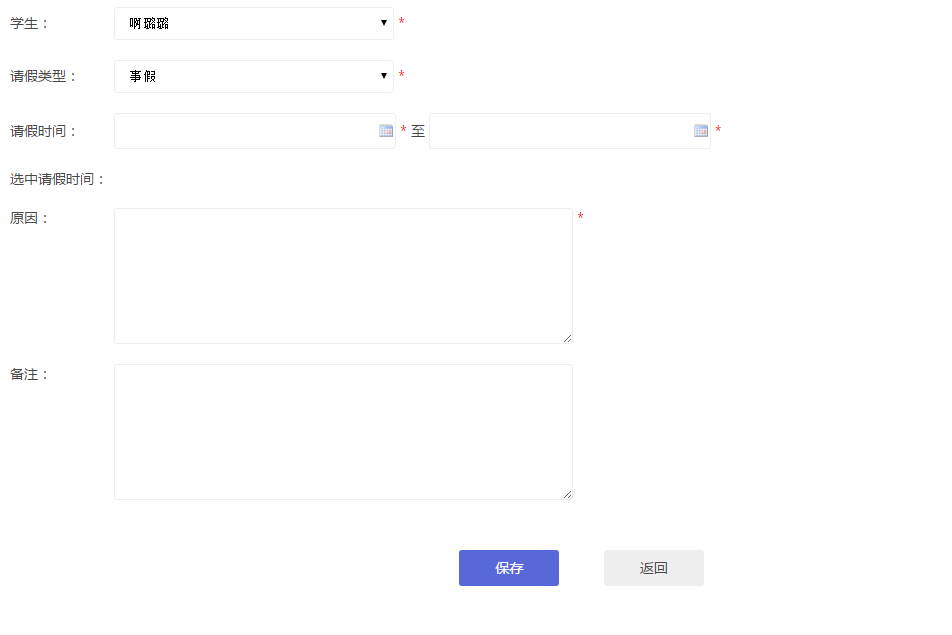 学生： 啊璐璐 *
请假类型： 事假 *
请假时间： * 至 *
选中请假时间：
原因： *
备注：
保存 返回